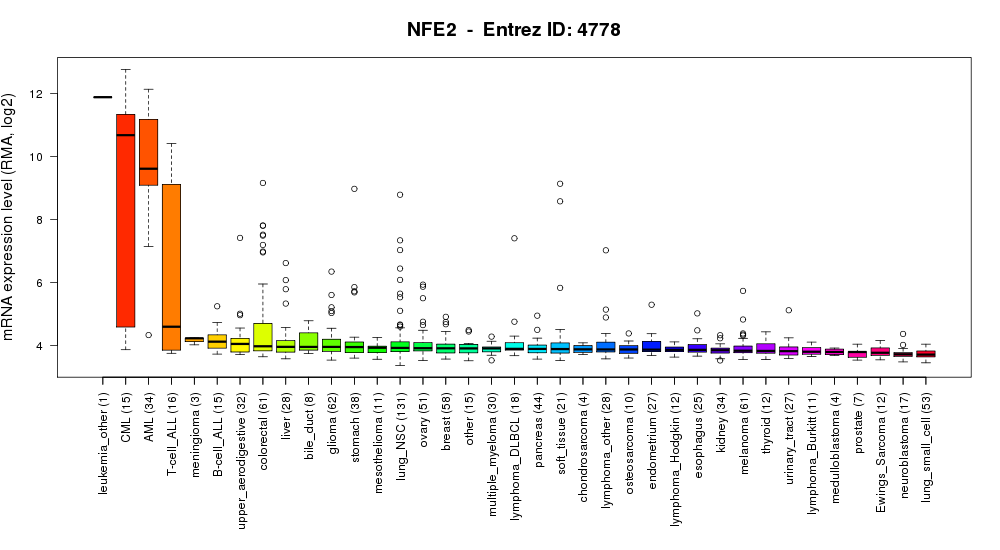 NFE2 - Entrez ID: 4778
mRNA expression level (RMA, log2)
12
10
8
6
4
leukemia_other (1)
CML (15)
AML (34)
T-cell_ALL (16)
meningioma (3)
B-cell_ALL (15)
upper_aerodigestive (32)
colorectal (61)
liver (28)
bile_duct (8)
glioma (62)
stomach (38)
mesothelioma (11)
lung_NSC (131)
ovary (51)
breast (58)
other (15)
multiple_myeloma (30)
lymphoma_DLBCL (18)
pancreas (44)
soft_tissue (21)
chondrosarcoma (4)
lymphoma_other (28)
osteosarcoma (10)
endometrium (27)
lymphoma_Hodgkin (12)
esophagus (25)
kidney (34)
melanoma (61)
thyroid (12)
urinary_tract (27)
lymphoma_Burkitt (11)
medulloblastoma (4)
prostate (7)
Ewings_Sarcoma (12)
neuroblastoma (17)
lung_small_cell (53)